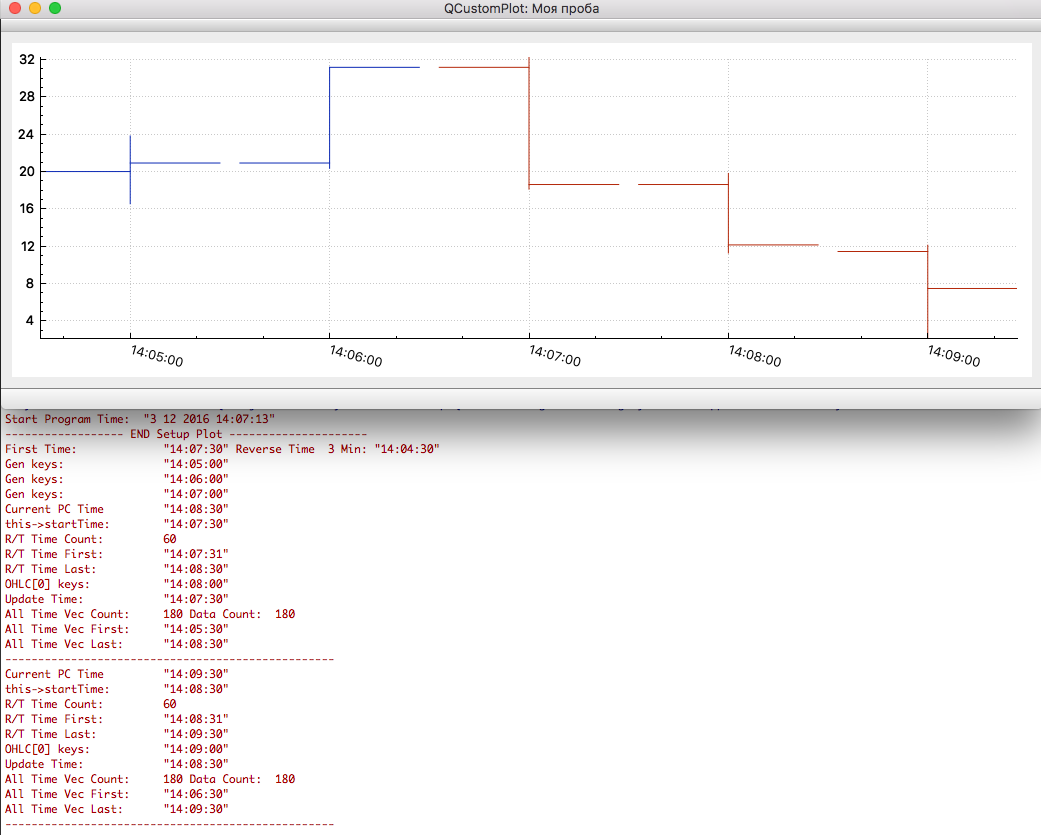 QCustomPlot: Моя проба
32
28
24
20
16
12
8
4
14:05:00 14:06:00 14:07:00 14:08:00 14:09:00
Start Program Time: "3 12 2016 14:07:13"
------------------ END Setup Plot ---------------------
First Time: "14:07:30" Reverse Time 3 Min: "14:04:30"
Gen keys: "14:05:00"
Gen keys: "14:06:00"
Gen keys: "14:07:00"
Current PC Time "14:08:30"
this->startTime: "14:07:30"
R/T Time Count: 60
R/T Time First: "14:07:31"
R/T Time Last: "14:08:30"
OHLC[0] keys: "14:08:00"
Update Time: "14:07:30"
All Time Vec Count: 180 Data Count: 180
All Time Vec First: "14:05:30"
All Time Vec Last: "14:08:30"
--------------------------------------------------
Current PC Time "14:09:30"
this->startTime: "14:08:30"
R/T Time Count: 60
R/T Time First: "14:08:31"
R/T Time Last: "14:09:30"
OHLC[0] keys: "14:09:00"
Update Time: "14:08:30"
All Time Vec Count: 180 Data Count: 180
All Time Vec First: "14:06:30"
All Time Vec Last: "14:09:30"
--------------------------------------------------